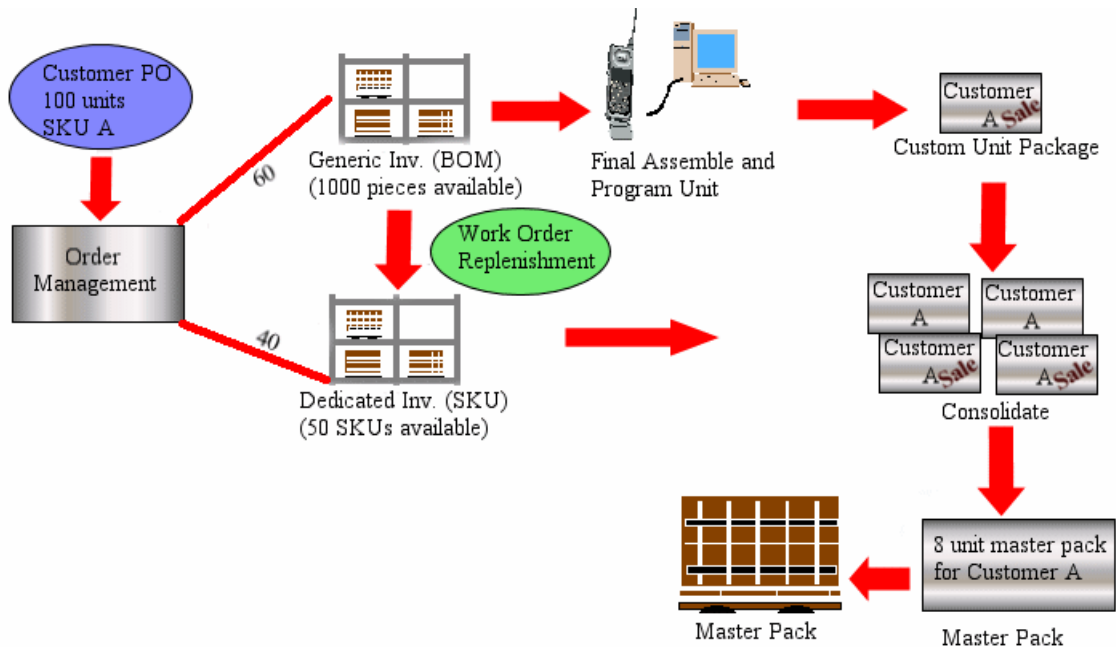 Customer PO
100 units
SKU A
Order
Management
60
40
Generic Inv. (BOM)
(1000 pieces available)
Work Order
Replenishment
Dedicated Inv. (SKU)
(50 SKUs available)
Final Assemble and
Program Unit
Customer
A Sale
Custom Unit Package
Customer
A
Customer
A
Customer
A Sale
Customer
A Sale
Consolidate
8 unit master pack
for Customer A
Master Pack
Master Pack